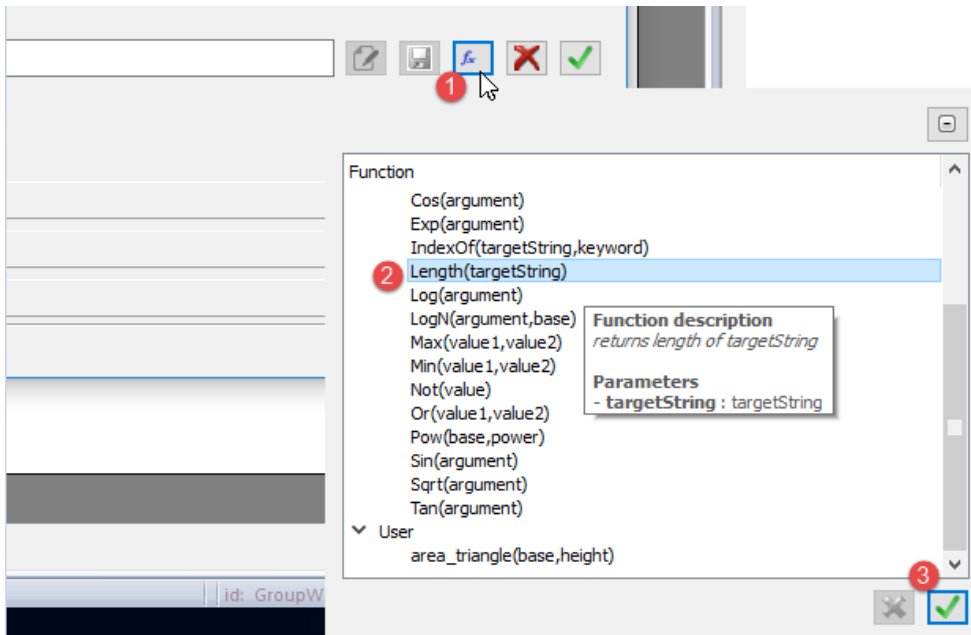 fx
1
Function
Cos(argument)
Exp(argument)
IndexOf(targetString,keyword)
2
Length(targetString)
Log(argument)
LogN(argument,base)
Max(value1,value2)
Min(value1,value2)
Not(value)
Or(value1,value2)
Pow(base,power)
Sin(argument)
Sqrt(argument)
Tan(argument)
Function description
returns length of targetString
Parameters
- targetString : targetString
User
area_triangle(base,height)
3
id: GroupW